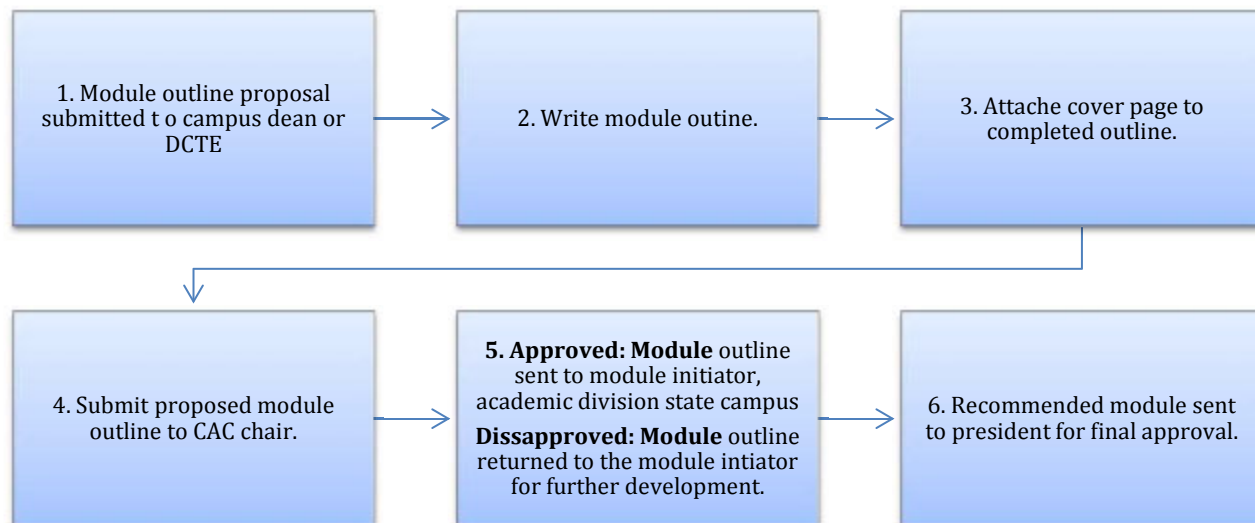 1. Module outline proposal
submitted t o campus dean or
DCTE
2. Write module outine.
3. Attache cover page to
completed outline.
4. Submit proposed module
outline to CAC chair.
5. Approved: Module outline
sent to module initiator,
academic division state campus
Dissapproved: Module outline
returned to the module intiator
for further development.
6. Recommended module sent
to president for final approval.